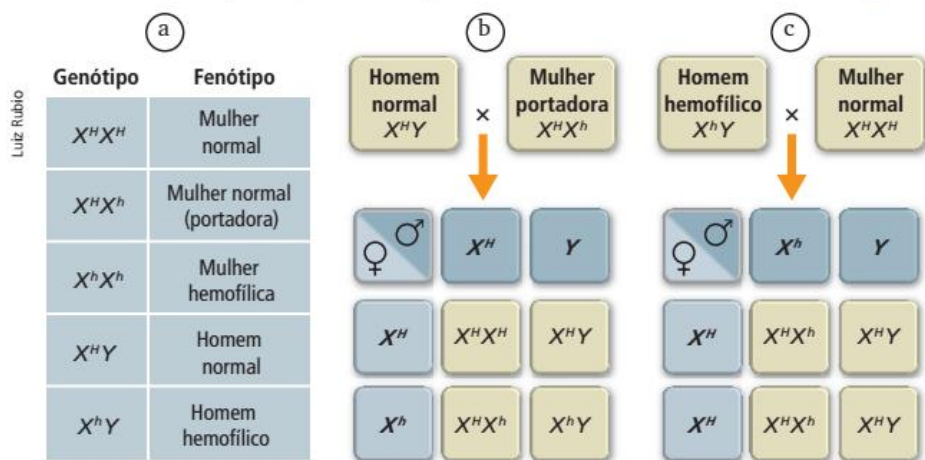 a
Genótipo Fenótipo
XᴴXᴴ Mulher normal
XᴴXʰ Mulher normal (portadora)
XʰXʰ Mulher hemofílica
XᴴY Homem normal
XʰY Homem hemofílico
Luiz Rubio
b
Homem normal XᴴY × Mulher portadora XᴴXʰ
♀ ♂ Xᴴ Y
Xᴴ XᴴXᴴ XᴴY
Xʰ XᴴXʰ XʰY
c
Homem hemofílico XʰY × Mulher normal XᴴXᴴ
♀ ♂ Xʰ Y
Xᴴ XᴴXʰ XᴴY
Xᴴ XᴴXʰ XᴴY